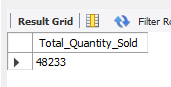 Result Grid Filter Ro
Total_Quantity_Sold
48233